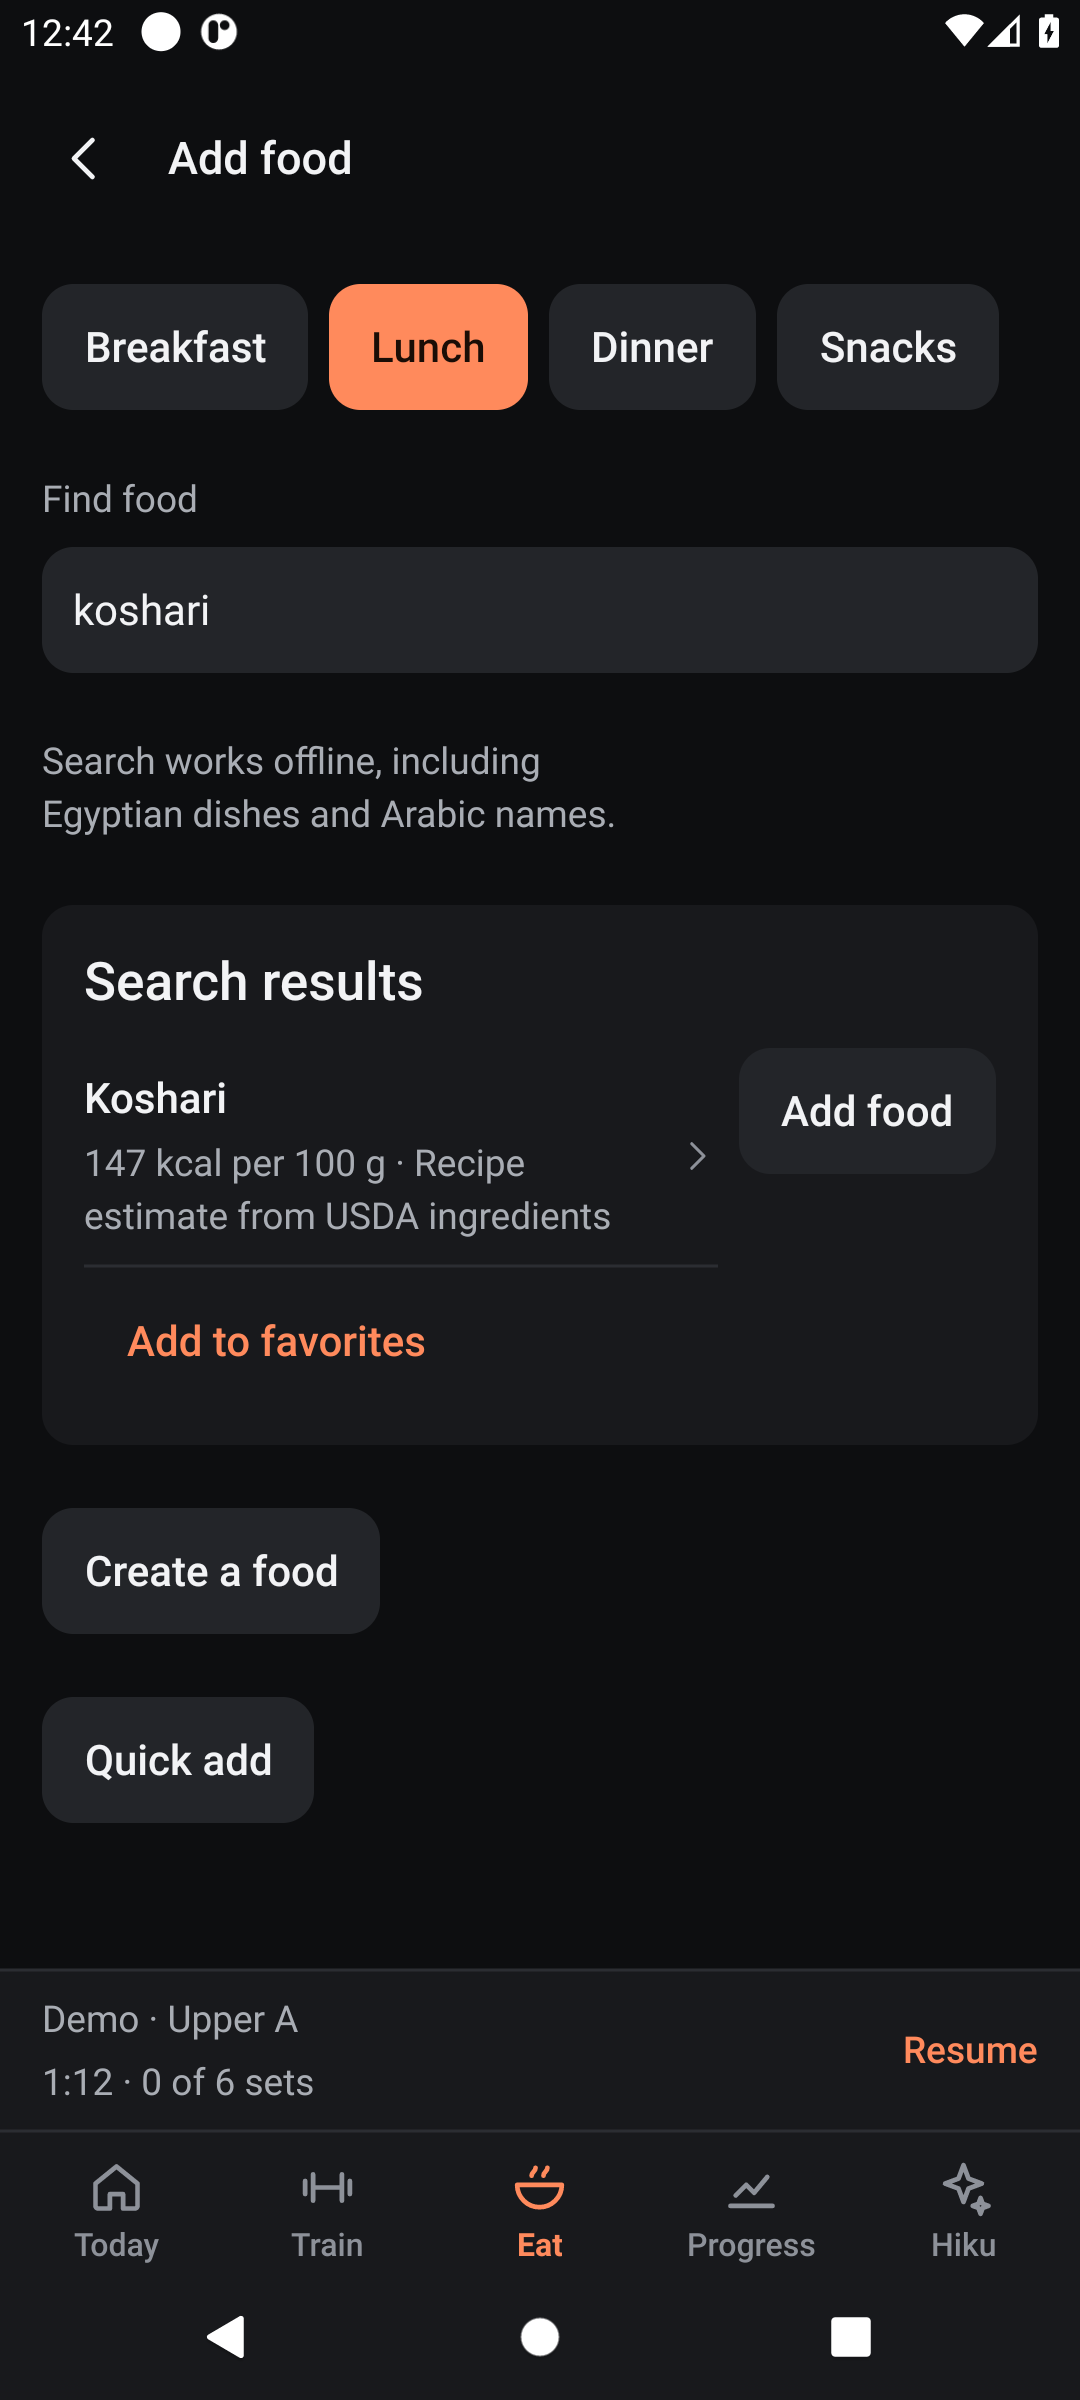 12:42
Add food
Breakfast
Lunch
Dinner
Snacks
Find food
koshari
Search works offline, including
Egyptian dishes and Arabic names.
Search results
Koshari
147 kcal per 100 g · Recipe
estimate from USDA ingredients
Add food
Add to favorites
Create a food
Quick add
Demo · Upper A
1:12 · 0 of 6 sets
Resume
Today
Train
Eat
Progress
Hiku